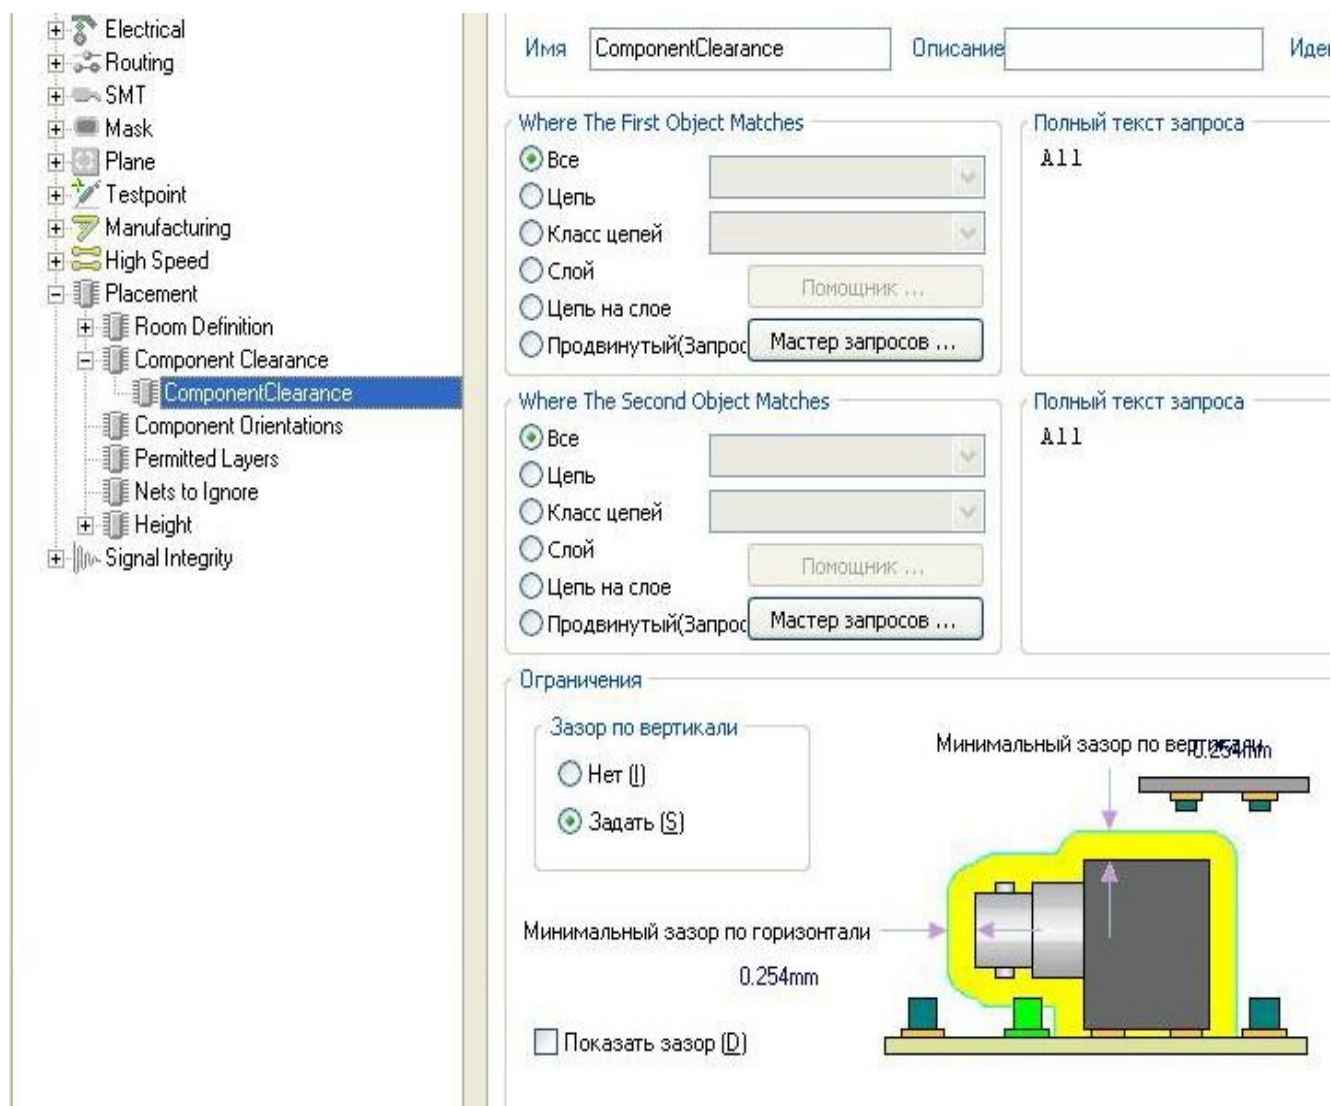 Electrical
Routing
SMT
Mask
Plane
Testpoint
Manufacturing
High Speed
Placement
Room Definition
Component Clearance
ComponentClearance
Component Orientations
Permitted Layers
Nets to Ignore
Height
Signal Integrity
Имя ComponentClearance Описание Иде
Where The First Object Matches
Все
Цепь
Класс цепей
Слой
Цепь на слое
Продвинутый(Запрос
Помощник ...
Мастер запросов ...
Полный текст запроса
All
Where The Second Object Matches
Все
Цепь
Класс цепей
Слой
Цепь на слое
Продвинутый(Запрос
Помощник ...
Мастер запросов ...
Полный текст запроса
All
Ограничения
Зазор по вертикали
Нет (I)
Задать (S)
Минимальный зазор по вертикали 0.254mm
Минимальный зазор по горизонтали
0.254mm
Показать зазор (D)